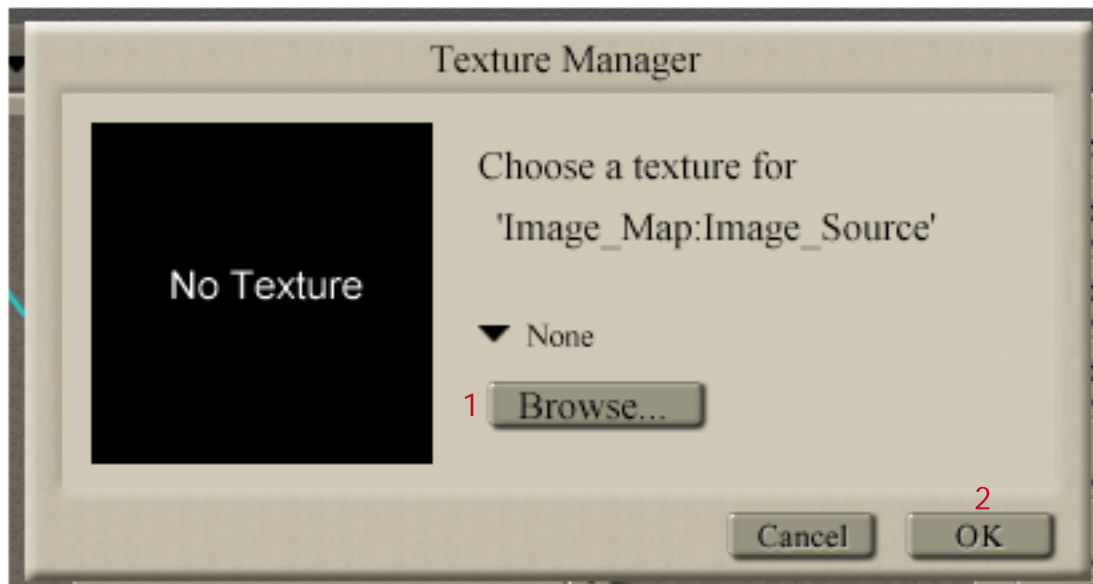 Texture Manager
Choose a texture for
'Image_Map:Image_Source'
No Texture
None
1 Browse...
2
Cancel OK